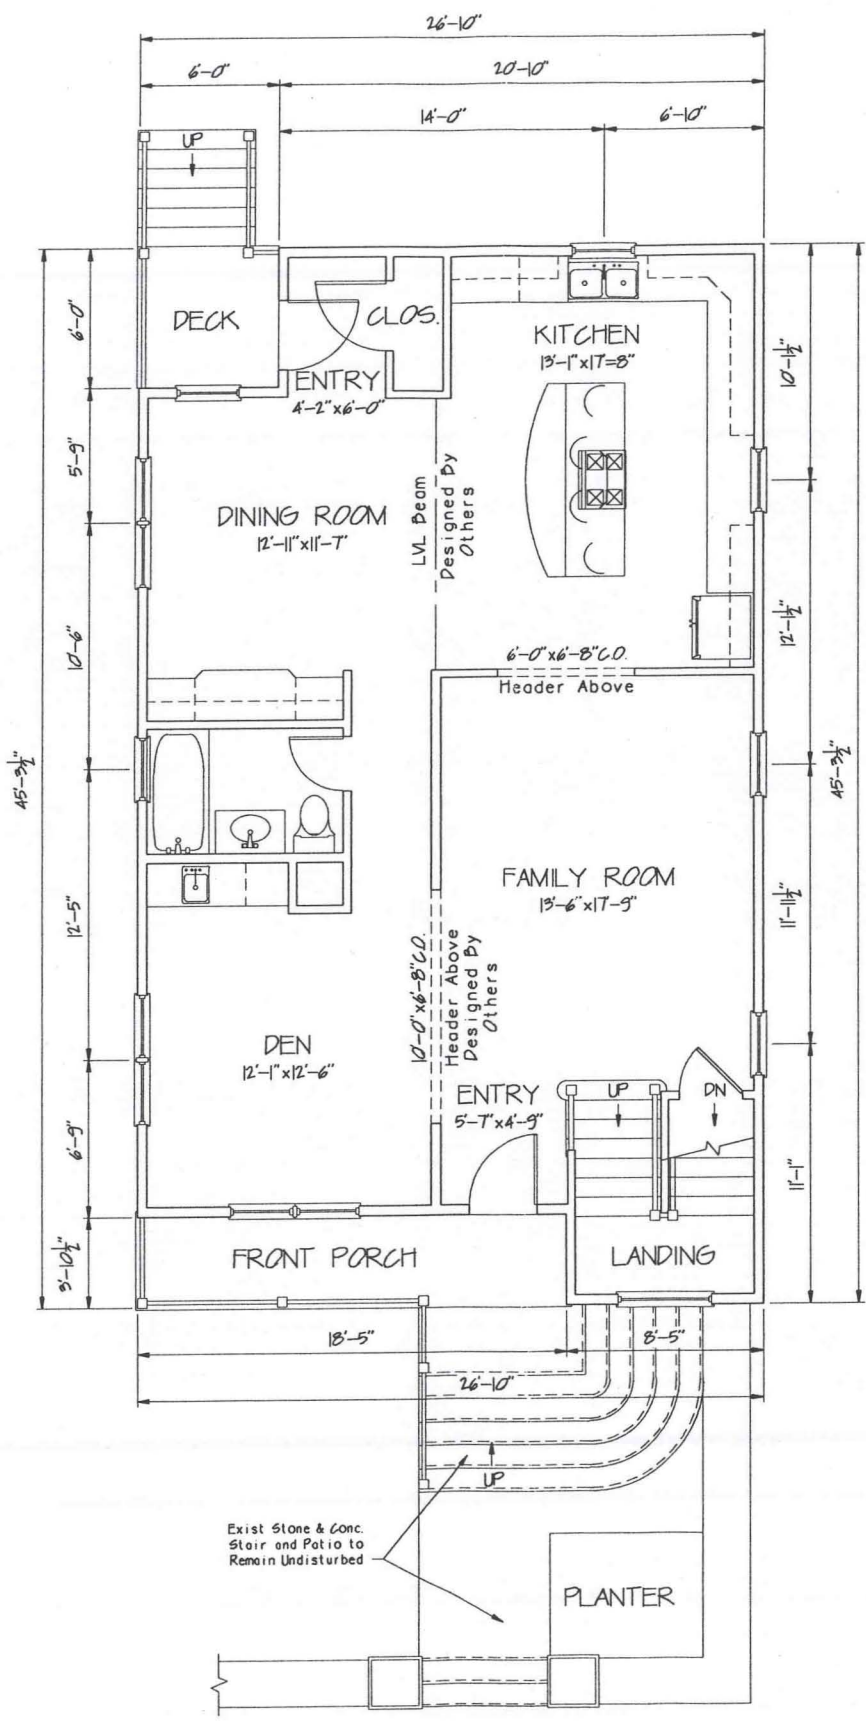 26'-10"
6'-0"
20'-10"
14'-0"
6'-10"
UP
DECK
CLOS.
ENTRY
4'-2"x6'-0"
KITCHEN
13'-1"x17=8"
6'-0"
5'-9"
10'-6"
12'-5"
6'-9"
3'-10½"
45'-3½"
10'-1½"
12'-1½"
11'-11½"
11'-1"
45'-3½"
DINING ROOM
12'-11"x11'-7"
LVL Beam
Designed By
Others
6'-0"x6'-8"C.O.
Header Above
FAMILY ROOM
13'-6"x17'-9"
10'-0"x6'-8"C.O.
Header Above
Designed By
Others
DEN
12'-1"x12'-6"
ENTRY
5'-7"x4'-9"
UP
DN
FRONT PORCH
LANDING
18'-5"
8'-5"
26'-10"
UP
Exist Stone & Conc.
Stair and Patio to
Remain Undisturbed
PLANTER